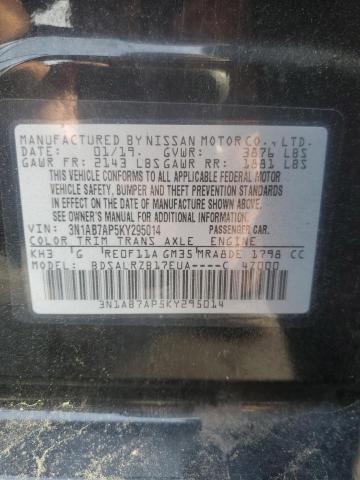 MANUFACTURED BY NISSAN MOTOR CO., LTD.
DATE: 01/19. GVWR: 3876 LBS
GAWR FR: 2143 LBS GAWR RR: 1881 LBS
THIS VEHICLE CONFORMS TO ALL APPLICABLE FEDERAL MOTOR
VEHICLE SAFETY, BUMPER AND THEFT PREVENTION STANDARDS
IN EFFECT ON THE DATE OF MANUFACTURE SHOWN ABOVE.
SEE OWNERS MANUAL FOR ADDITIONAL INFORMATION.
VIN: 3N1AB7AP5KY295014 PASSENGER CAR.
COLOR TRIM TRANS AXLE ENGINE
KH3 G RE0F11A GM35 MRA8DE 1798 CC
MODEL: BDSALRZB17EUA----C 47000
3N1AB7AP5KY295014